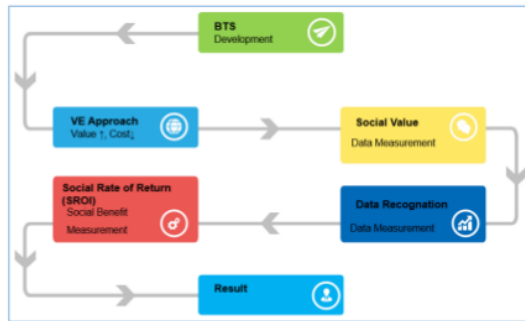 BTS
Development
VE Approach
Value ↑, Cost↓
Social Value
Data Measurement
Data Recognation
Data Measurement
Social Rate of Return
(SROI)
Social Benefit
Measurement
Result